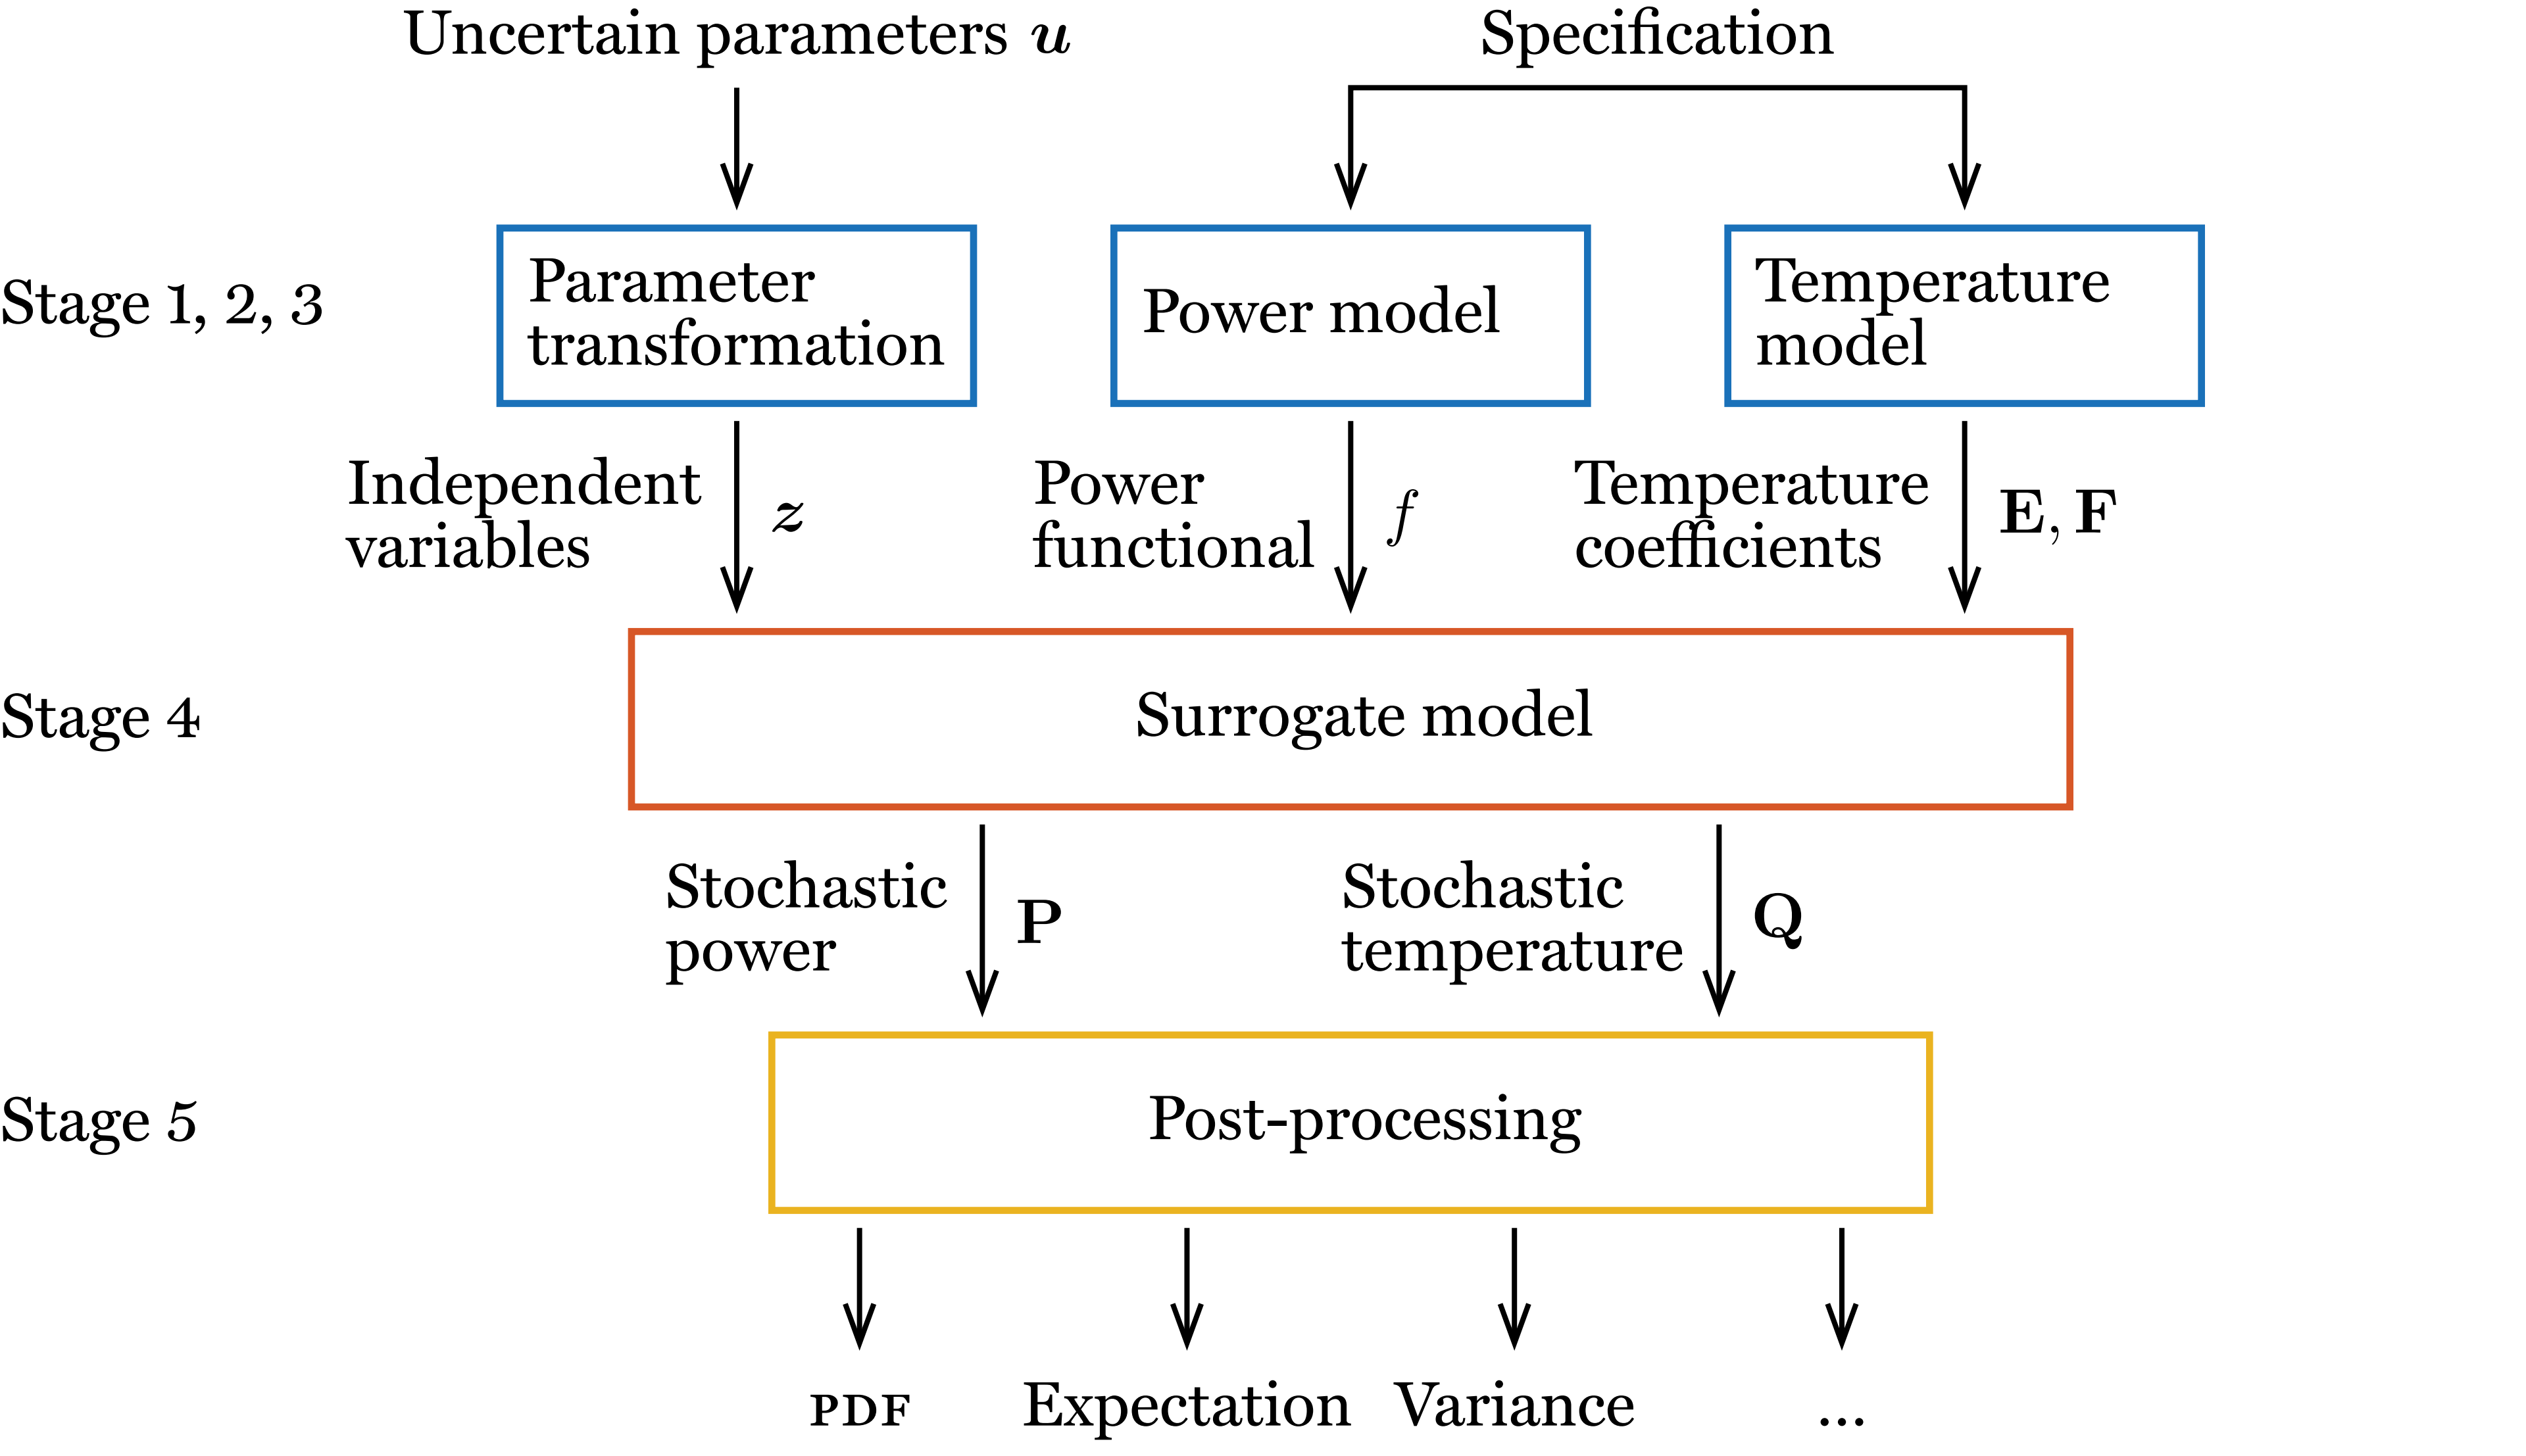 Uncertain parameters u
Specification
Stage 1, 2, 3
Parameter
transformation
Power model
Temperature
model
Independent
variables
z
Power
functional
f
Temperature
coefficients
E, F
Stage 4
Surrogate model
Stochastic
power
P
Stochastic
temperature
Q
Stage 5
Post-processing
PDF
Expectation
Variance
...